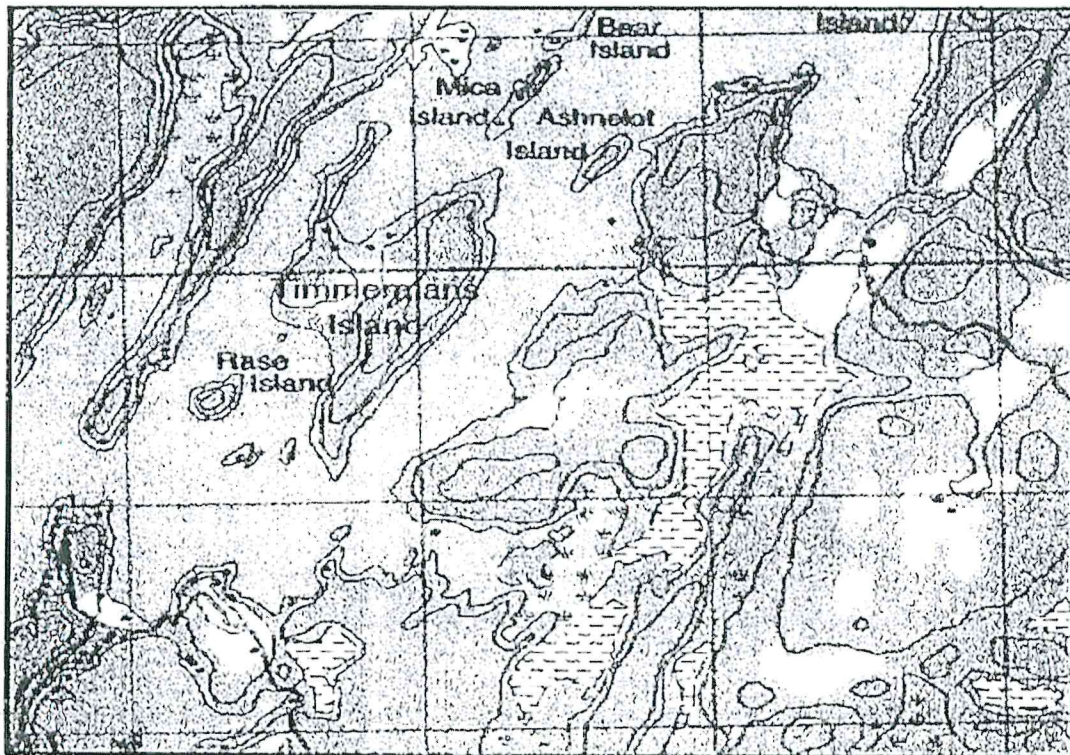 Bear
Island
Island
Mica
Island
Ashnelot
Island
Timmermans
Island
Rase
Island